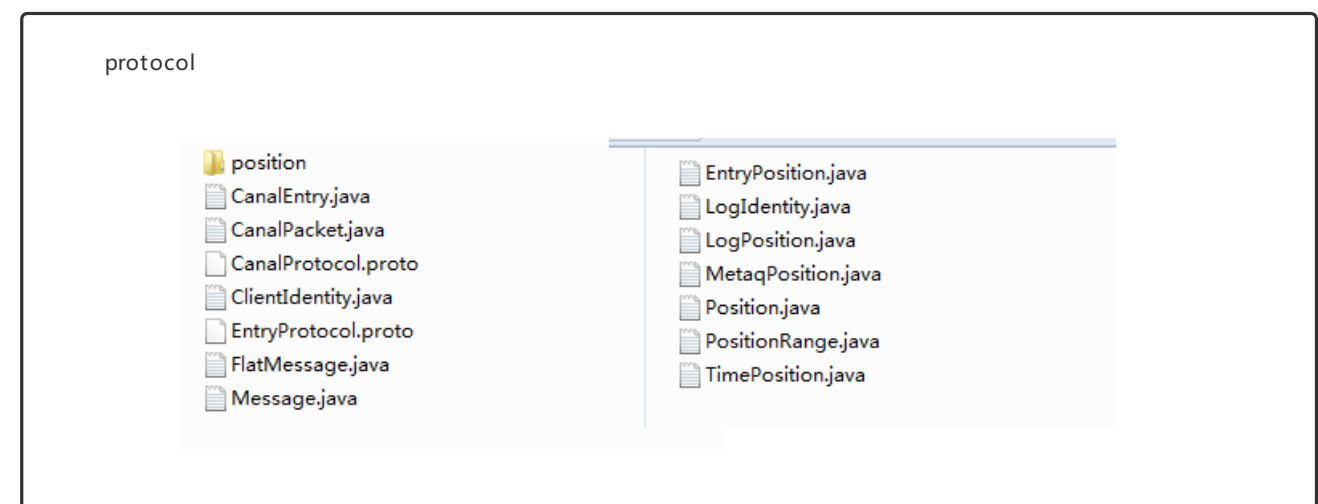 protocol
position
CanalEntry.java
CanalPacket.java
CanalProtocol.proto
ClientIdentity.java
EntryProtocol.proto
FlatMessage.java
Message.java
EntryPosition.java
LogIdentity.java
LogPosition.java
MetaqPosition.java
Position.java
PositionRange.java
TimePosition.java